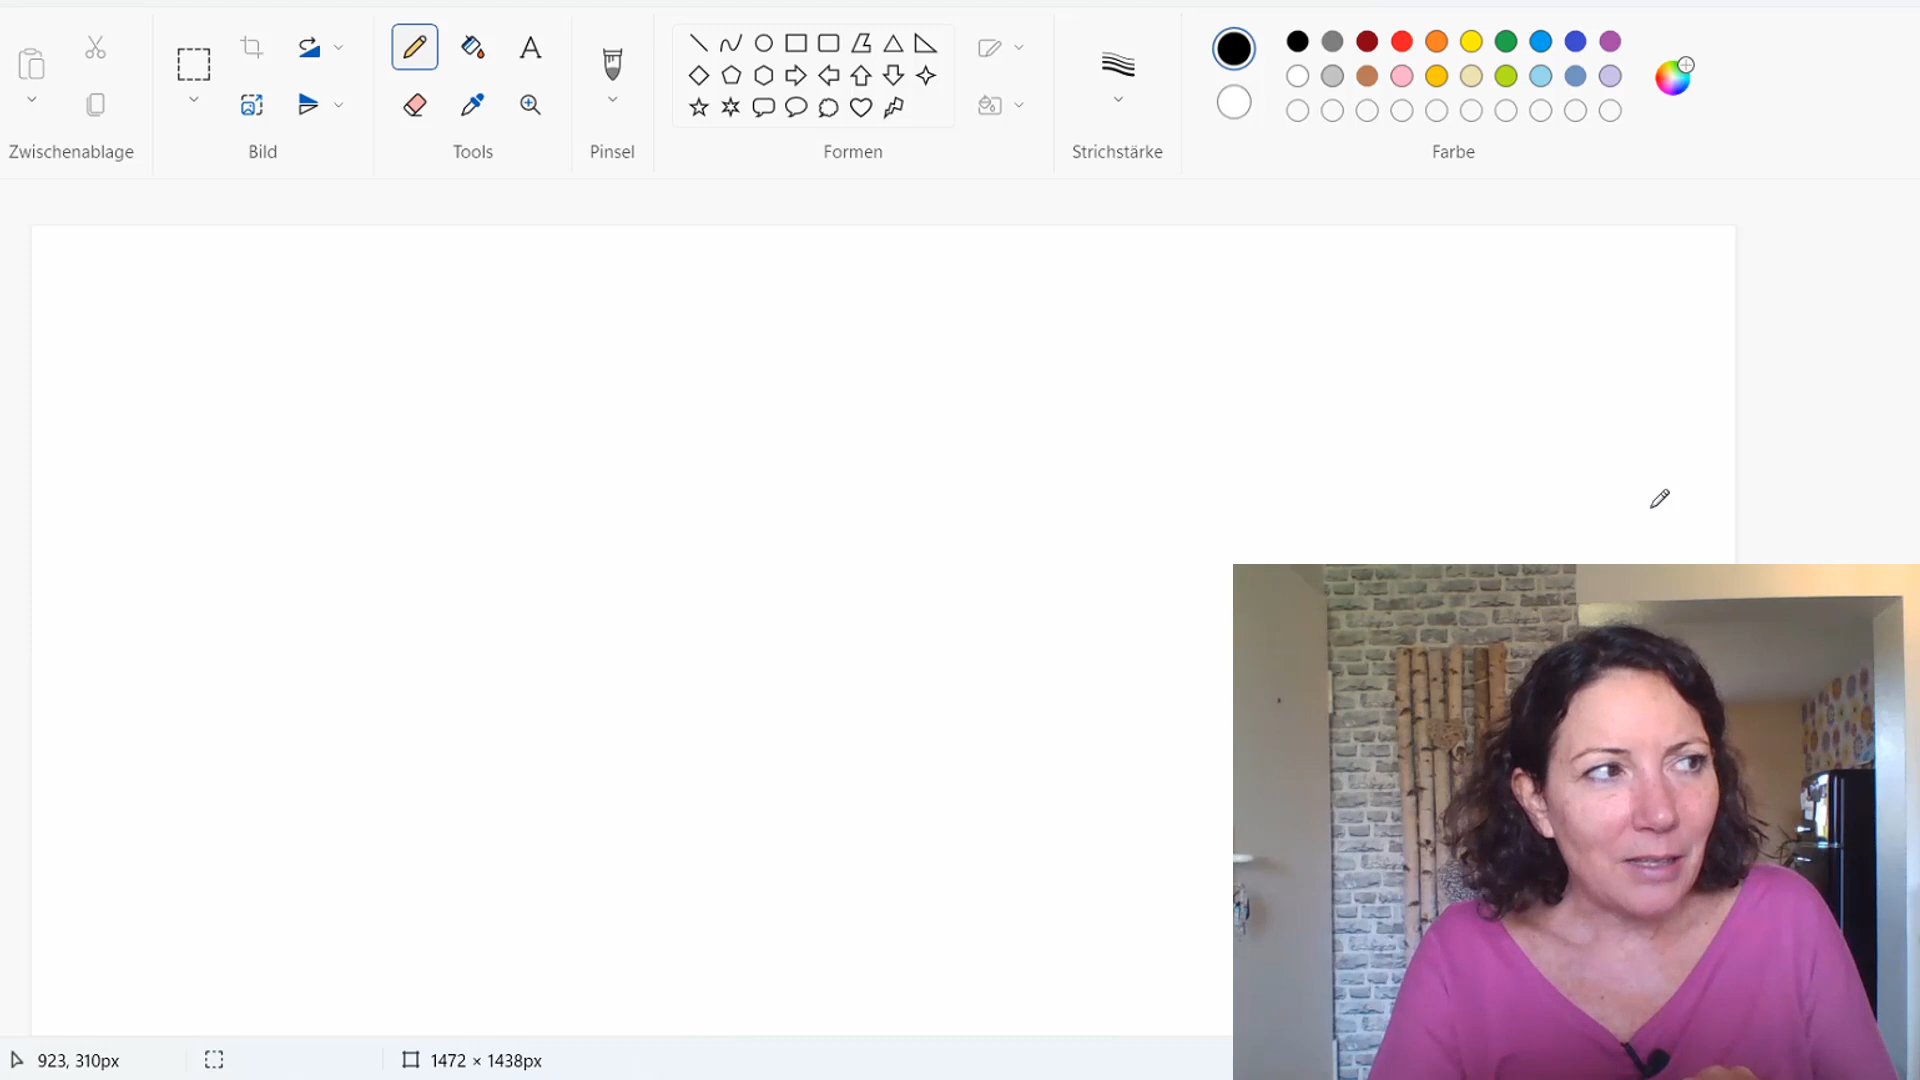 Zwischenablage
Bild
Tools
Pinsel
Formen
Strichstärke
Farbe
923, 310px
1472 × 1438px